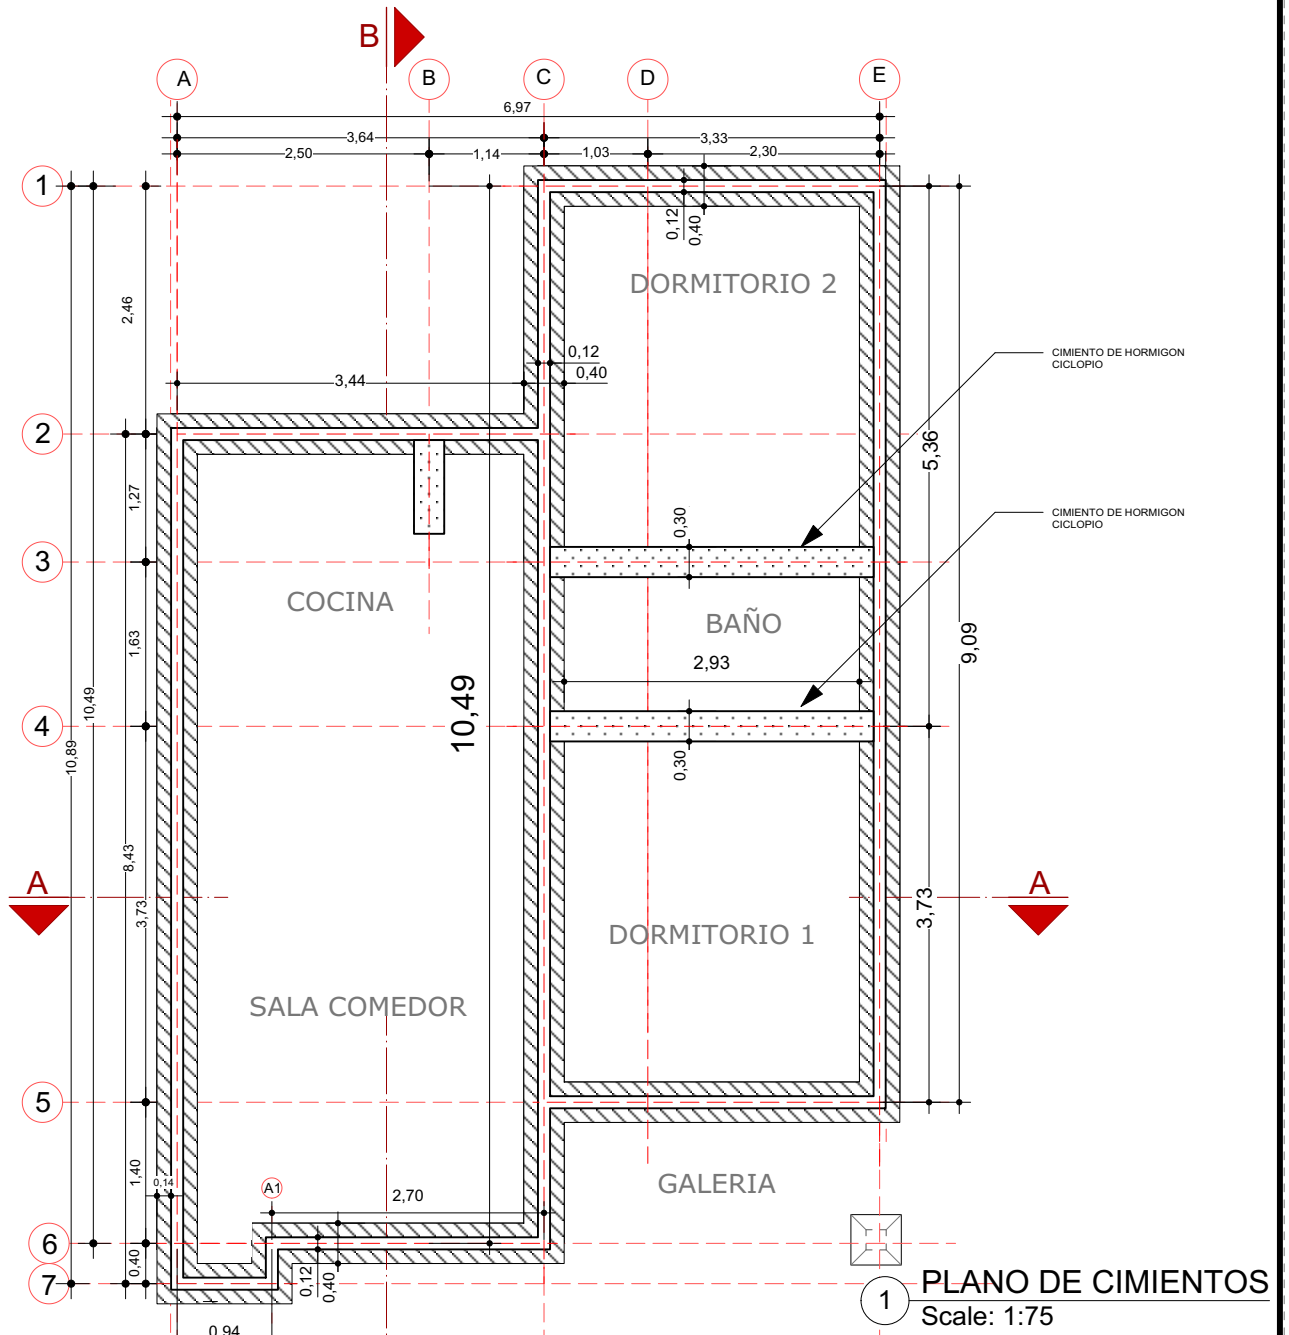 B
A
B
C
D
E
6,97
3,64
3,33
2,50
1,14
1,03
2,30
1
0,12
0,40
DORMITORIO 2
2,46
0,12
0,40
3,44
CIMIENTO DE HORMIGON
CICLOPIO
2
5,36
1,27
0,30
CIMIENTO DE HORMIGON
CICLOPIO
3
COCINA
BAÑO
1,63
9,09
2,93
10,49
10,49
4
10,89
0,30
8,43
A
A
3,73
3,73
DORMITORIO 1
SALA COMEDOR
5
1,40
0,14
A1
2,70
GALERIA
6
0,40
0,12
0,40
7
PLANO DE CIMIENTOS
1
Scale: 1:75
0,94